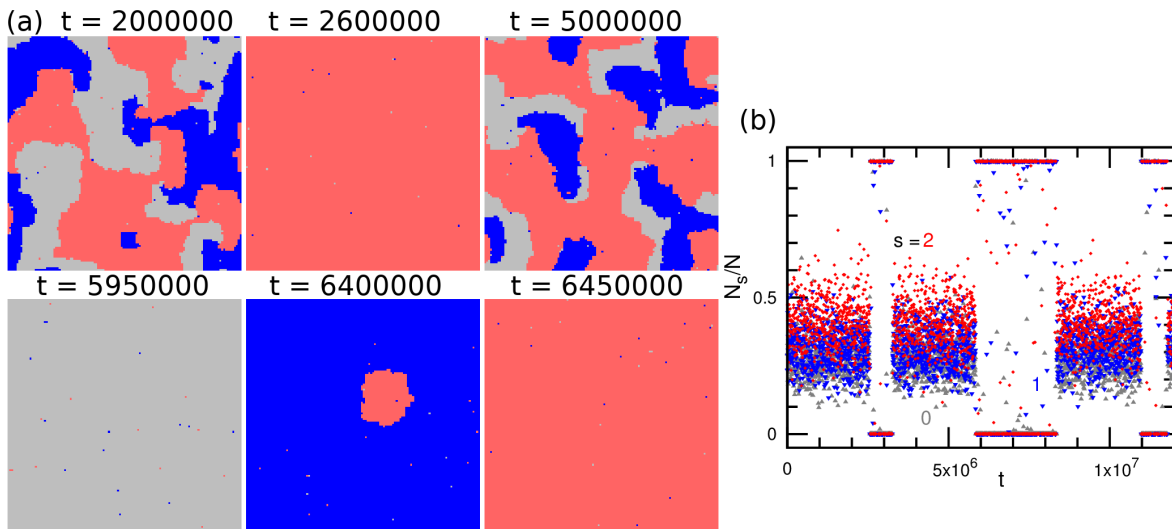 (a) t = 2000000 t = 2600000 t = 5000000
t = 5950000 t = 6400000 t = 6450000
(b)
1
s = 2
N_s/N
0.5
1
0
0
0 5x10^6 1x10^7
t